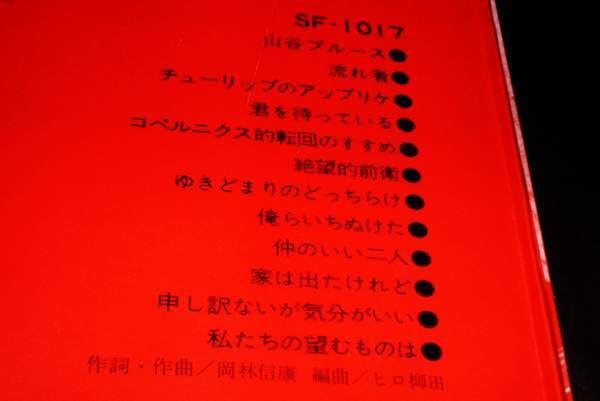 SF-1017
山谷ブルース●
流れ者●
チューリップのアップリケ●
君を待っている●
コペルニクス的転回のすすめ●
絶望的前衛●
ゆきどまりのどっちらけ●
俺らいちぬけた●
仲のいい二人●
家は出たけれど●
申し訳ないが気分がいい●
私たちの望むものは●
作詞・作曲／岡林信康 編曲／ヒロ柳田